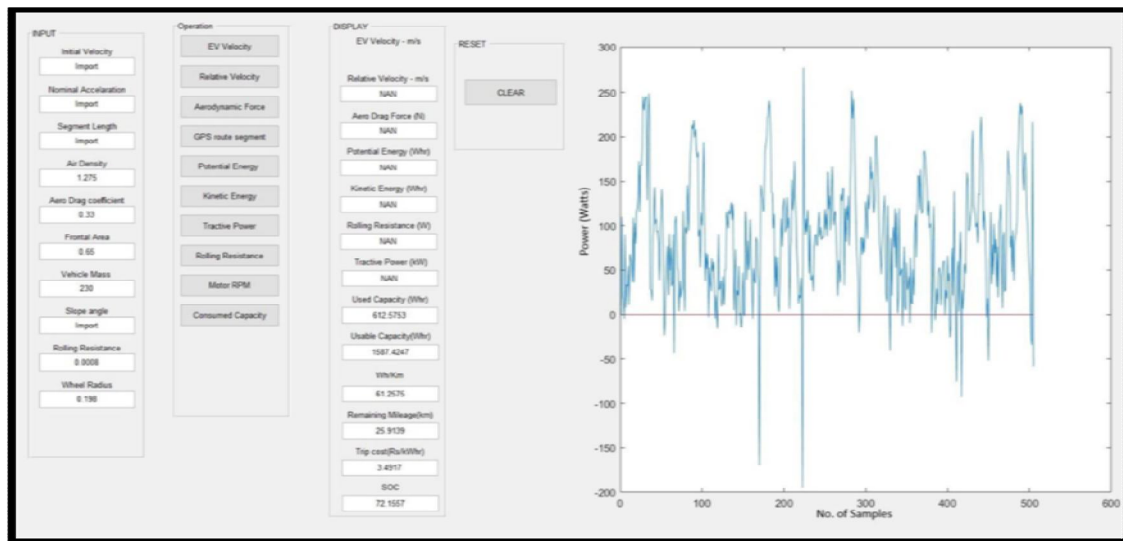 INPUT
Initial Velocity
Import
Nominal Accelaration
Import
Segment Length
Import
Air Density
1.275
Aero Drag coefficient
0.33
Frontal Area
0.65
Vehicle Mass
230
Slope angle
Import
Rolling Resistance
0.0008
Wheel Radius
0.198
Operation
EV Velocity
Relative Velocity
Aerodynamic Force
GPS route segment
Potential Energy
Kinetic Energy
Tractive Power
Rolling Resistance
Motor RPM
Consumed Capacity
DISPLAY
EV Velocity - m/s
Relative Velocity - m/s
NAN
Aero Drag Force (N)
NAN
Potential Energy (Whr)
NAN
Kinetic Energy (Whr)
NAN
Rolling Resistance (W)
NAN
Tractive Power (kW)
NAN
Used Capacity (Whr)
612.5753
Usable Capacity(Whr)
1587.4247
Wh/Km
61.2575
Remaining Mileage(km)
25.9139
Trip cost(Rs/kWhr)
3.4917
SOC
72.1557
RESET
CLEAR
300
250
200
150
100
50
0
-50
-100
-150
-200
Power (Watts)
0
100
200
300
400
500
600
No. of Samples